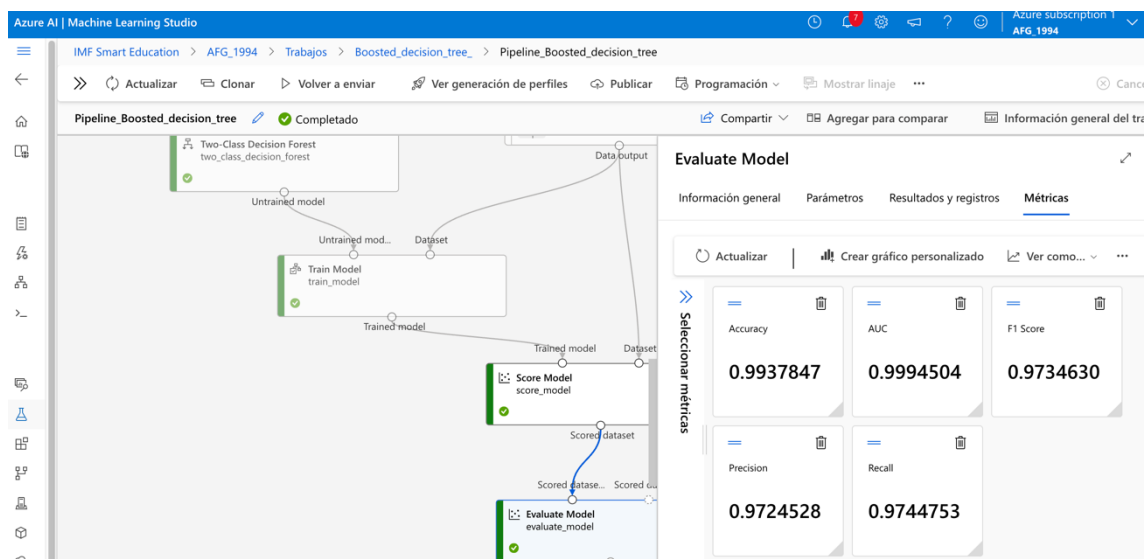 Azure AI | Machine Learning Studio
7
Azure subscription 1
AFG_1994
IMF Smart Education > AFG_1994 > Trabajos > Boosted_decision_tree_ > Pipeline_Boosted_decision_tree
Actualizar Clonar Volver a enviar Ver generación de perfiles Publicar Programación Mostrar linaje ... Cance
Pipeline_Boosted_decision_tree Completado Compartir Agregar para comparar Información general del tra
Two-Class Decision Forest
two_class_decision_forest
Data output
Untrained model
Untrained mod... Dataset
Train Model
train_model
Trained model
Trained model Dataset
Score Model
score_model
Scored dataset
Scored datase... Scored da
Evaluate Model
evaluate_model
Evaluate Model
Información general Parámetros Resultados y registros Métricas
Actualizar Crear gráfico personalizado Ver como... ...
Seleccionar métricas
Accuracy
0.9937847
AUC
0.9994504
F1 Score
0.9734630
Precision
0.9724528
Recall
0.9744753